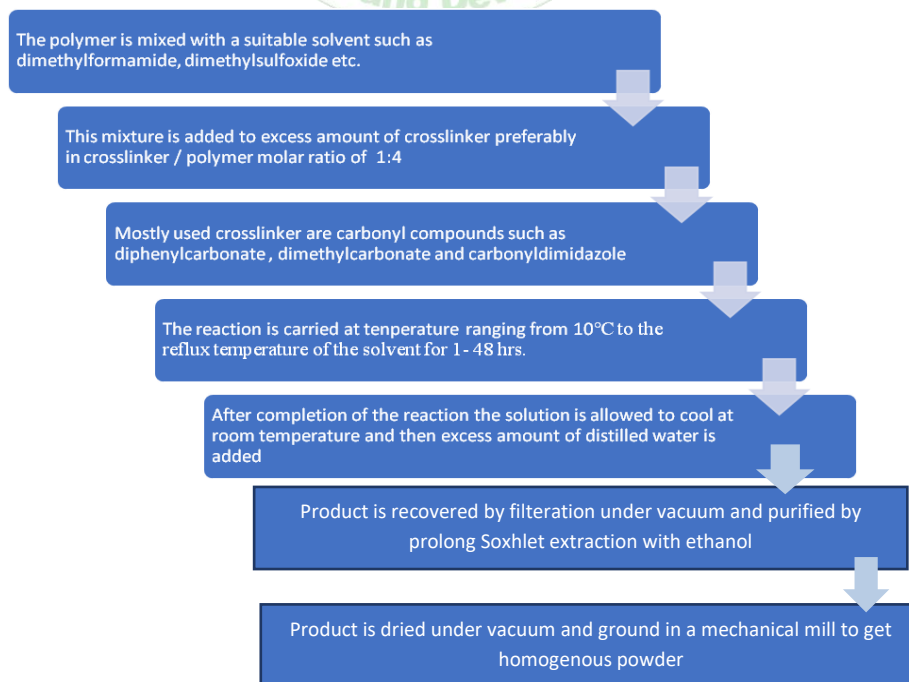 and De
The polymer is mixed with a suitable solvent such as
dimethylformamide, dimethylsulfoxide etc.
This mixture is added to excess amount of crosslinker preferably
in crosslinker / polymer molar ratio of 1:4
Mostly used crosslinker are carbonyl compounds such as
diphenylcarbonate , dimethylcarbonate and carbonyldimidazole
The reaction is carried at tenperature ranging from 10°C to the
reflux temperature of the solvent for 1- 48 hrs.
After completion of the reaction the solution is allowed to cool at
room temperature and then excess amount of distilled water is
added
Product is recovered by filteration under vacuum and purified by
prolong Soxhlet extraction with ethanol
Product is dried under vacuum and ground in a mechanical mill to get
homogenous powder